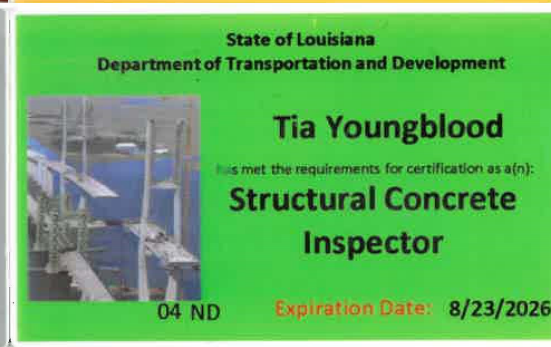 State of Louisiana
Department of Transportation and Development
Tia Youngblood
has met the requirements for certification as a(n):
Structural Concrete
Inspector
04 ND Expiration Date: 8/23/2026